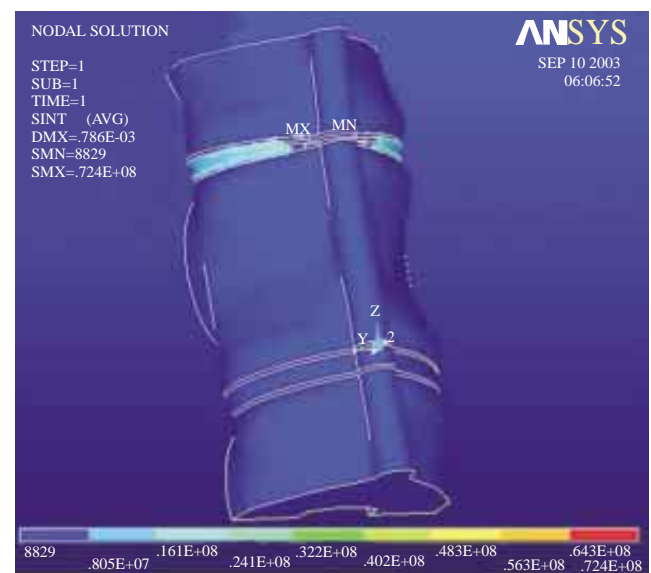 NODAL SOLUTION
ANSYS
STEP=1
SUB=1
TIME=1
SINT (AVG)
DMX=.786E-03
SMN=8829
SMX=.724E+08
SEP 10 2003
06:06:52
MX MN
Z
Y 2
8829 .161E+08 .322E+08 .483E+08 .643E+08
.805E+07 .241E+08 .402E+08 .563E+08 .724E+08